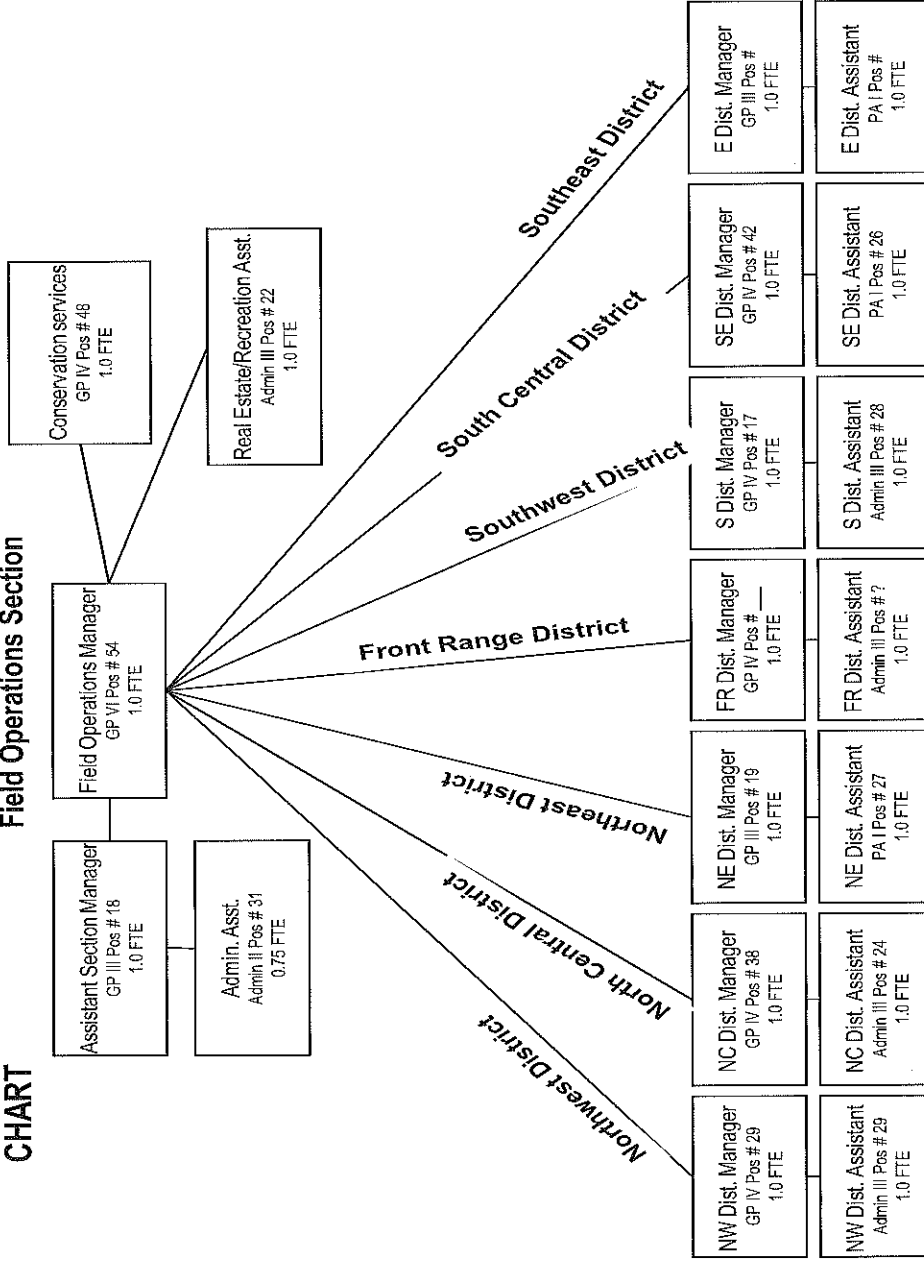 CHART
Field Operations Section
Conservation services
GP IV Pos # 48
1.0 FTE
Real Estate/Recreation Asst.
Admin III Pos # 22
1.0 FTE
Field Operations Manager
GP VI Pos # 54
1.0 FTE
Assistant Section Manager
GP III Pos # 18
1.0 FTE
Admin. Asst.
Admin II Pos # 31
0.75 FTE
Northwest District
North Central District
Northeast District
Front Range District
Southwest District
South Central District
Southeast District
NW Dist. Manager
GP IV Pos # 29
1.0 FTE
NC Dist. Manager
GP IV Pos # 38
1.0 FTE
NE Dist. Manager
GP III Pos # 19
1.0 FTE
FR Dist. Manager
GP IV Pos #__
1.0 FTE
S Dist. Manager
GP IV Pos # 17
1.0 FTE
SE Dist. Manager
GP IV Pos # 42
1.0 FTE
E Dist. Manager
GP III Pos #
1.0 FTE
NW Dist. Assistant
Admin III Pos # 29
1.0 FTE
NC Dist. Assistant
Admin III Pos # 24
1.0 FTE
NE Dist. Assistant
PA I Pos # 27
1.0 FTE
FR Dist. Assistant
Admin III Pos # ?
1.0 FTE
S Dist. Assistant
Admin III Pos # 28
1.0 FTE
SE Dist. Assistant
PA I Pos # 26
1.0 FTE
E Dist. Assistant
PA I Pos #
1.0 FTE